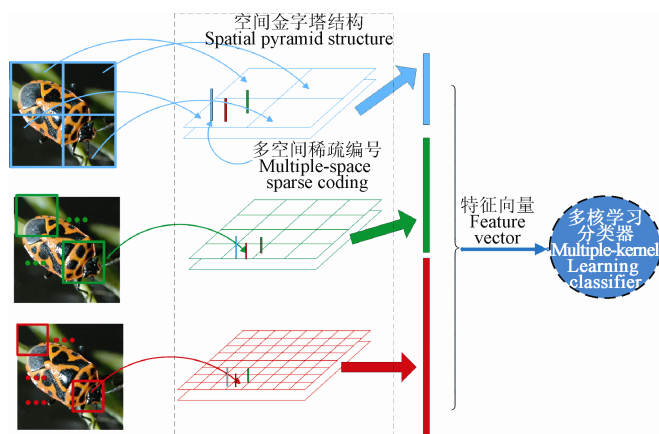 空间金字塔结构
Spatial pyramid structure
多空间稀疏编号
Multiple-space
sparse coding
特征向量
Feature
vector
多核学习
分类器
Multiple-kernel
Learning
classifier